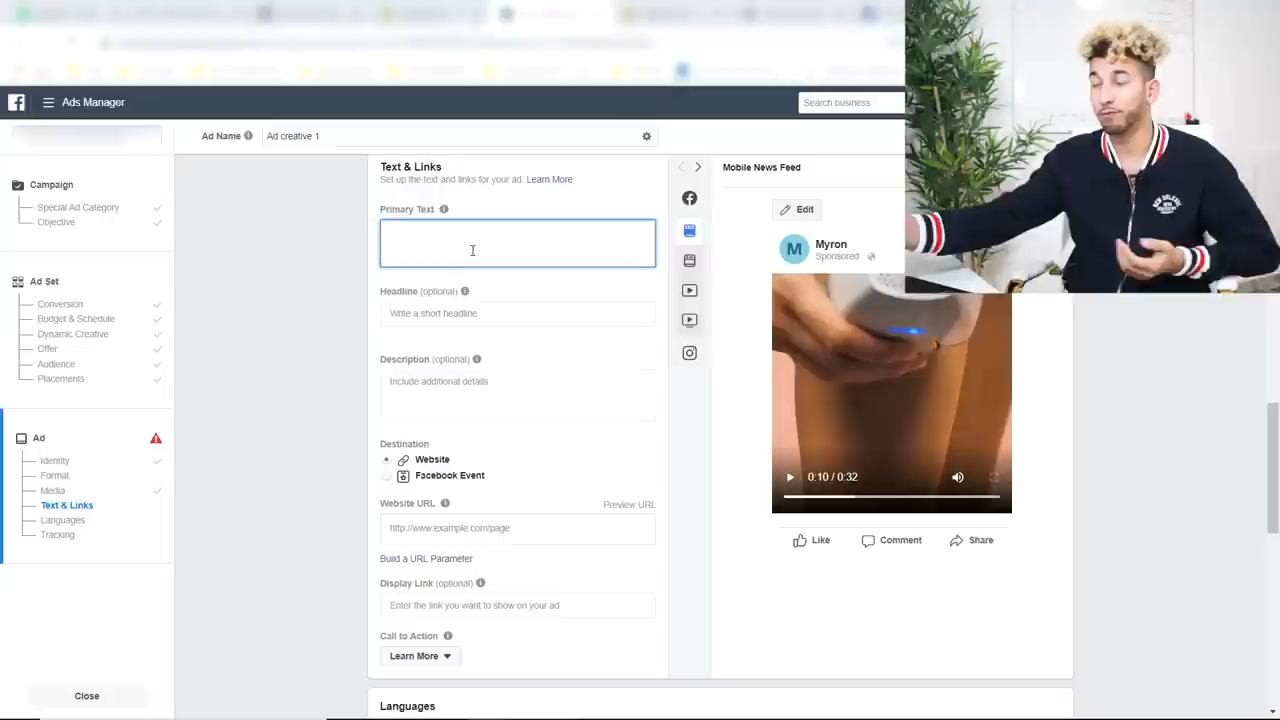 Ads Manager
Search business
Ad Name
Ad creative 1
Campaign
Special Ad Category
Objective
Ad Set
Conversion
Budget & Schedule
Dynamic Creative
Offer
Audience
Placements
Ad
Identity
Format
Media
Text & Links
Languages
Tracking
Close
Text & Links
Set up the text and links for your ad. Learn More
Primary Text
Headline (optional)
Write a short headline
Description (optional)
Include additional details
Destination
Website
Facebook Event
Website URL
Preview URL
http://www.example.com/page
Build a URL Parameter
Display Link (optional)
Enter the link you want to show on your ad
Call to Action
Learn More
Languages
Mobile News Feed
Edit
M
Myron
Sponsored
0:10 / 0:32
Like
Comment
Share
NEW ORLEANS